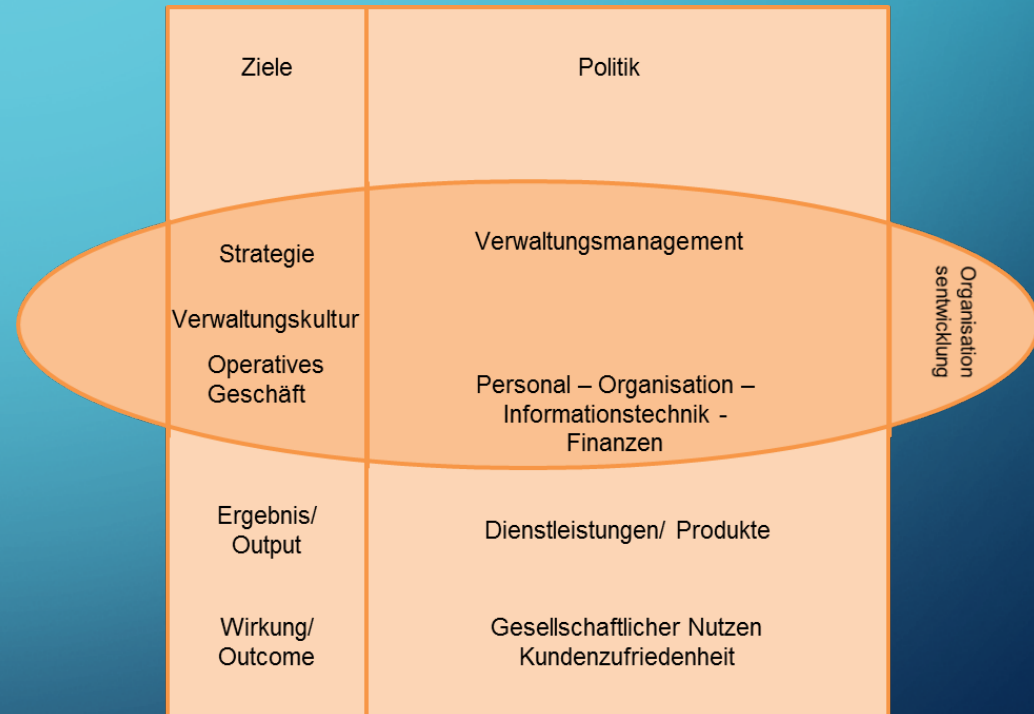 Ziele
Politik
Strategie
Verwaltungsmanagement
Verwaltungskultur
Operatives
Geschäft
Personal – Organisation –
Informationstechnik -
Finanzen
Organisation
sentwicklung
Ergebnis/
Output
Dienstleistungen/ Produkte
Wirkung/
Outcome
Gesellschaftlicher Nutzen
Kundenzufriedenheit